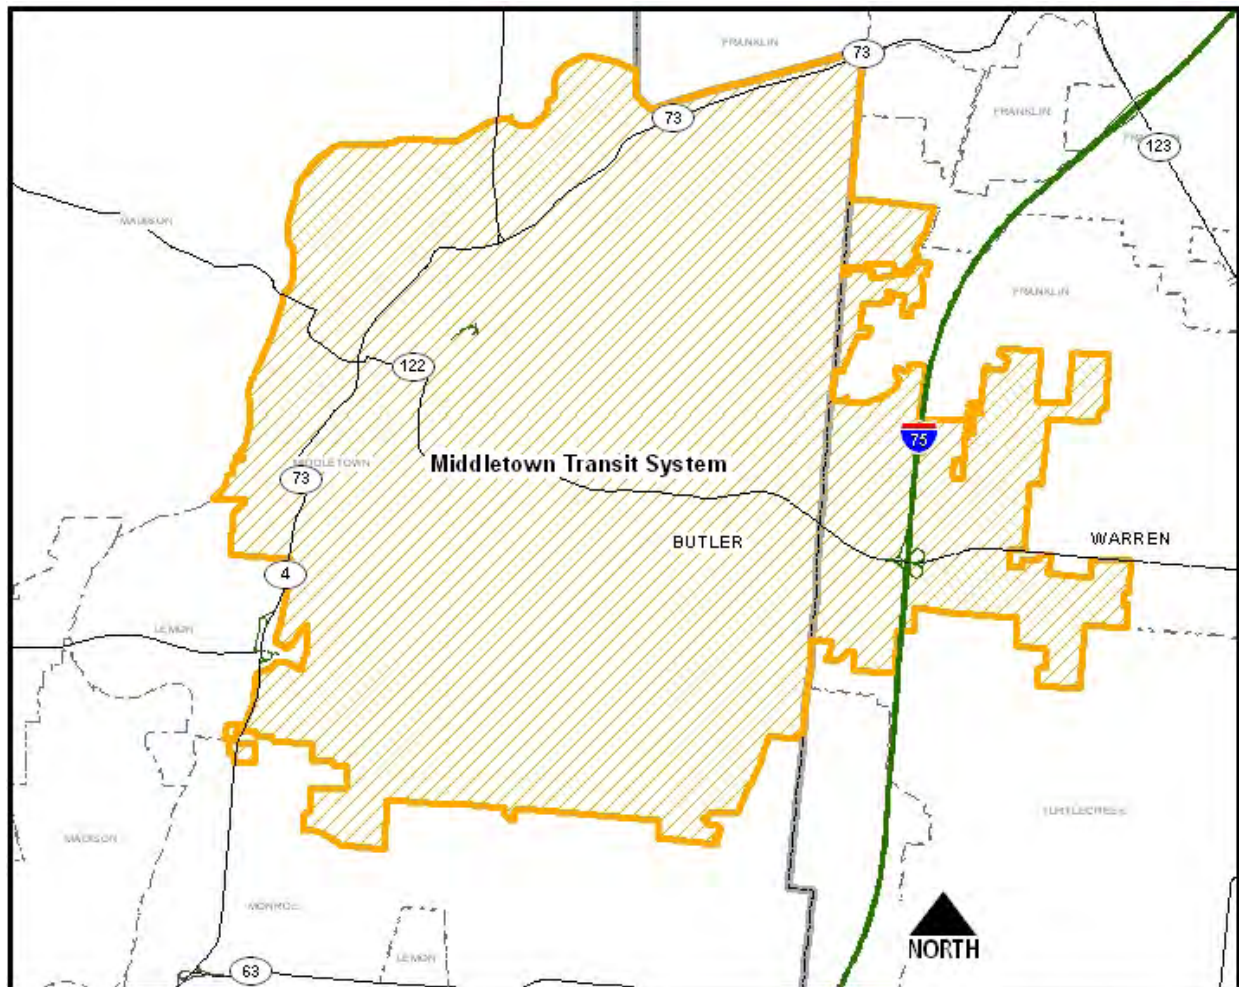 FRANKLIN
73
73
FRANKLIN
123
MADISON
FRANKLIN
122
75
MIDDLETOWN
Middletown Transit System
73
BUTLER
WARREN
4
LEMON
TURTLECREEK
MADISON
MONROE
NORTH
LEMON
63